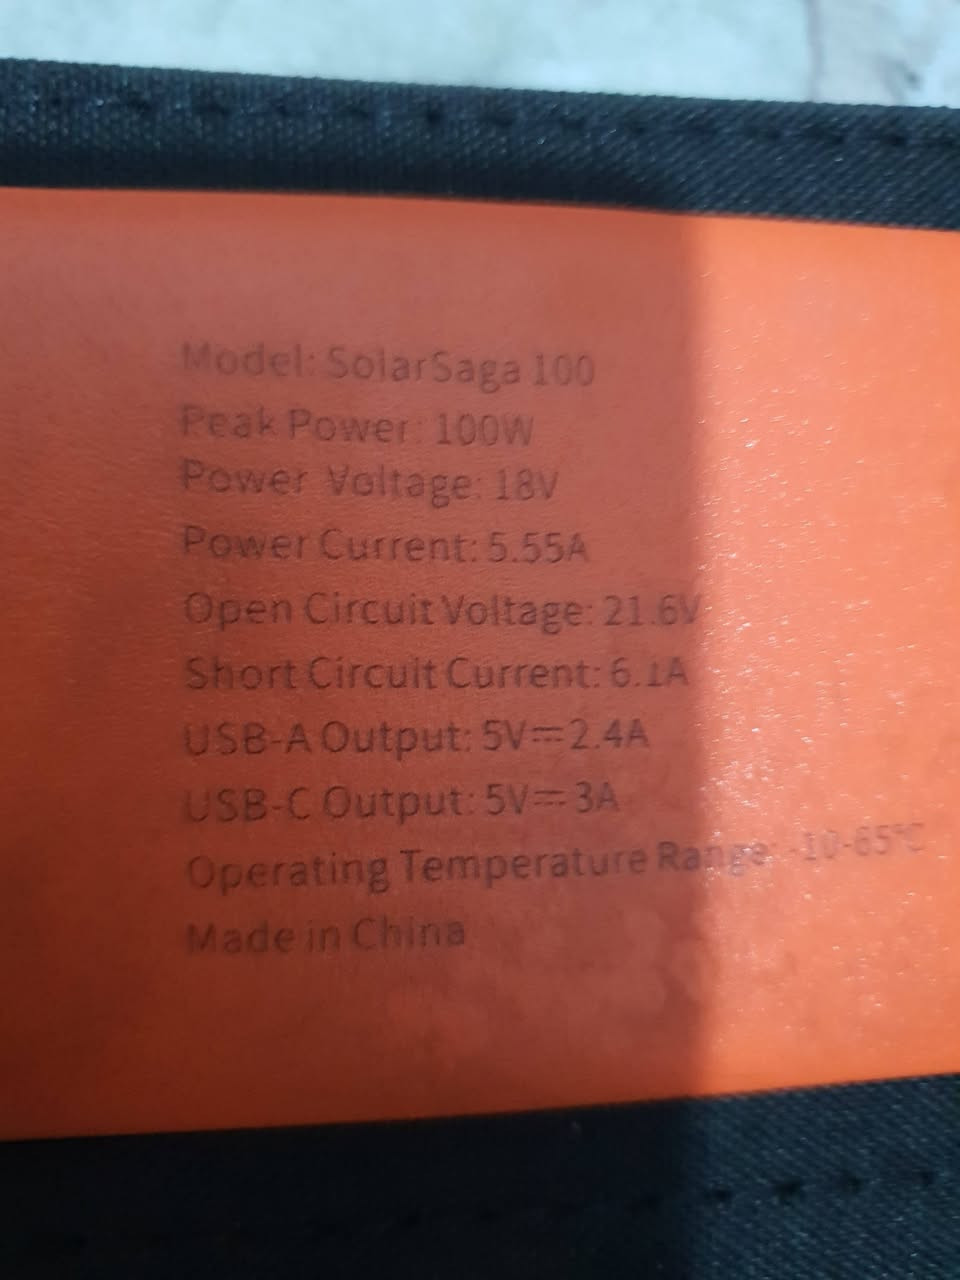 Model: SolarSaga 100
Peak Power: 100W
Power Voltage: 18V
Power Current: 5.55A
Open Circuit Voltage: 21.6V
Short Circuit Current: 6.1A
USB-A Output: 5V⎓2.4A
USB-C Output: 5V⎓3A
Operating Temperature Range: -10-65℃
Made in China